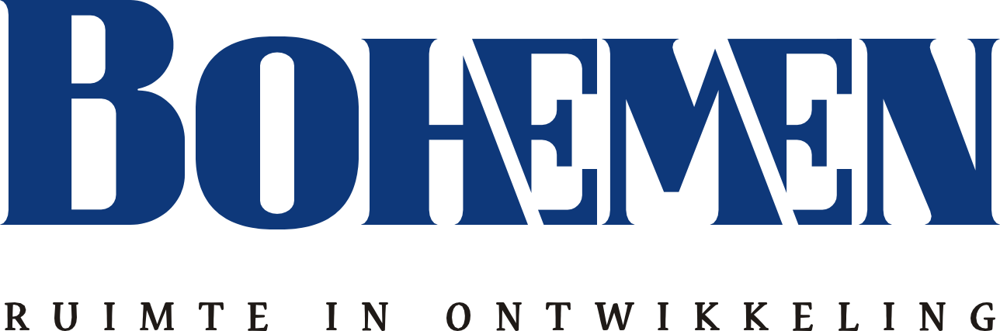 BOHEMEN
RUIMTE IN ONTWIKKELING